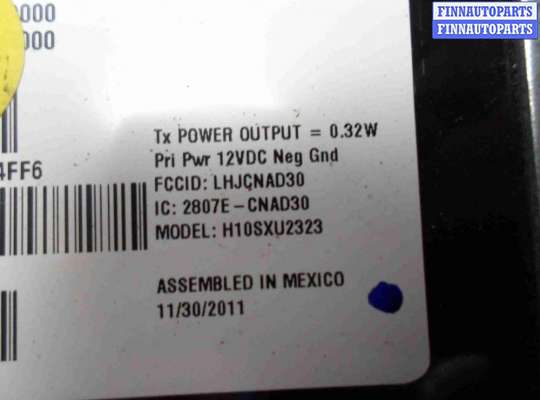 FINNAUTOPARTS
FINNAUTOPARTS
0000
000
4FF6
Tx POWER OUTPUT = 0.32W
Pri Pwr 12VDC Neg Gnd
FCCID: LHJCNAD30
IC: 2807E-CNAD30
MODEL: H10SXU2323
ASSEMBLED IN MEXICO
11/30/2011